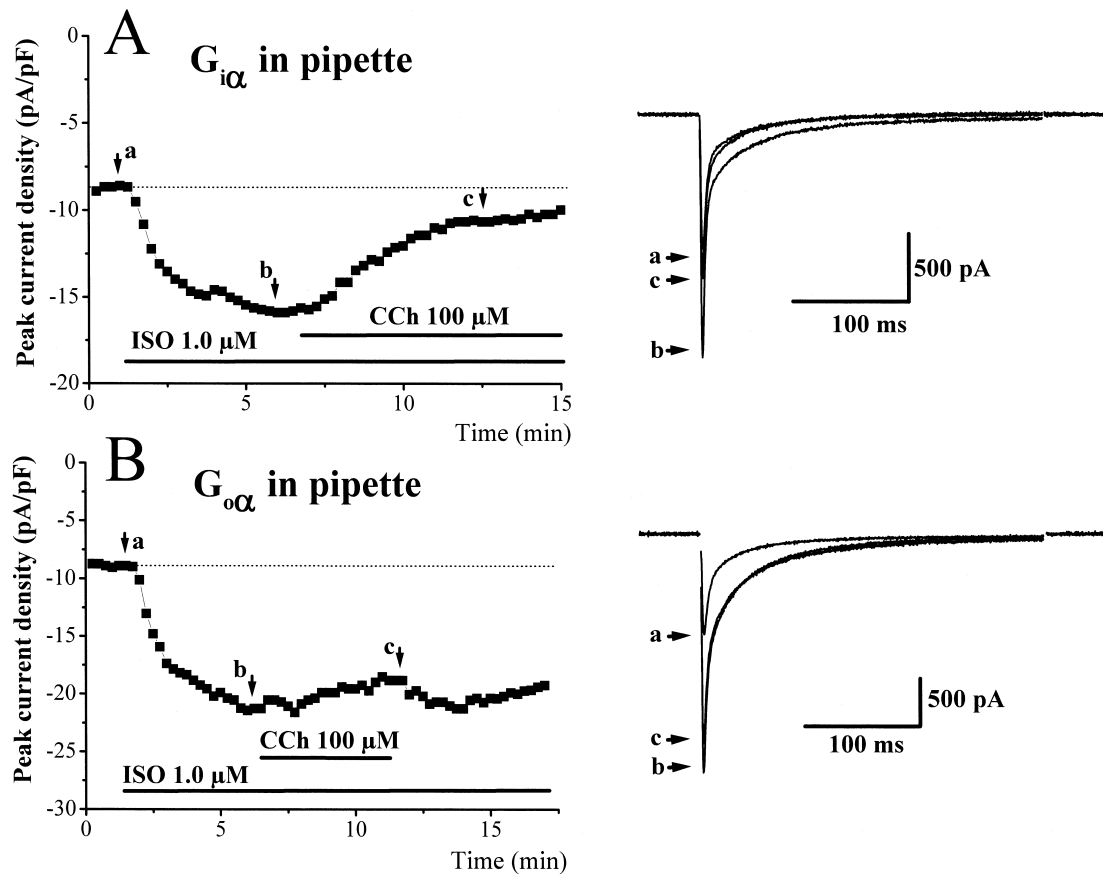 A
G_iα in pipette
Peak current density (pA/pF)
0
-5
-10
-15
-20
a
b
c
CCh 100 μM
ISO 1.0 μM
0
5
10
15
Time (min)
a
c
b
500 pA
100 ms
B
G_oα in pipette
Peak current density (pA/pF)
0
-5
-10
-15
-20
-25
-30
a
b
c
CCh 100 μM
ISO 1.0 μM
0
5
10
15
Time (min)
a
c
b
500 pA
100 ms